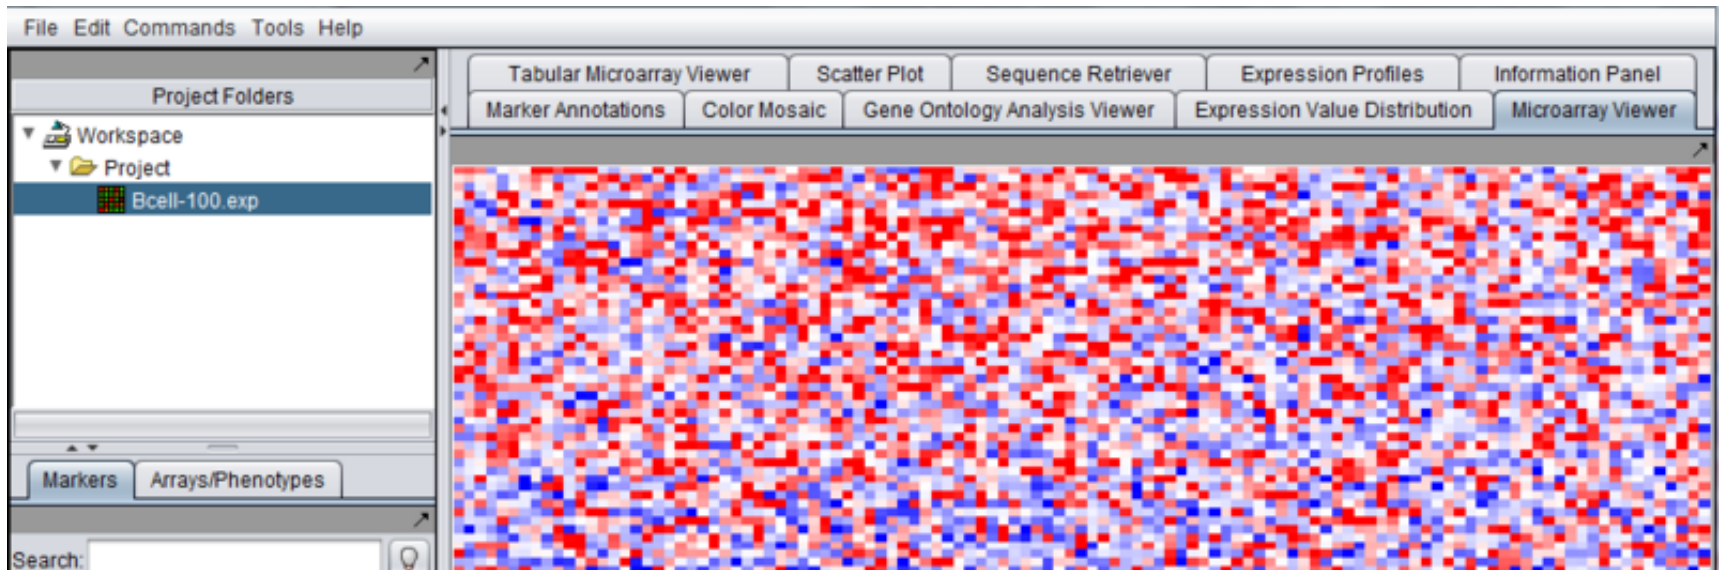 File Edit Commands Tools Help
Project Folders
Workspace
Project
Bcell-100.exp
Markers Arrays/Phenotypes
Search:
Tabular Microarray Viewer Scatter Plot Sequence Retriever Expression Profiles Information Panel
Marker Annotations Color Mosaic Gene Ontology Analysis Viewer Expression Value Distribution Microarray Viewer